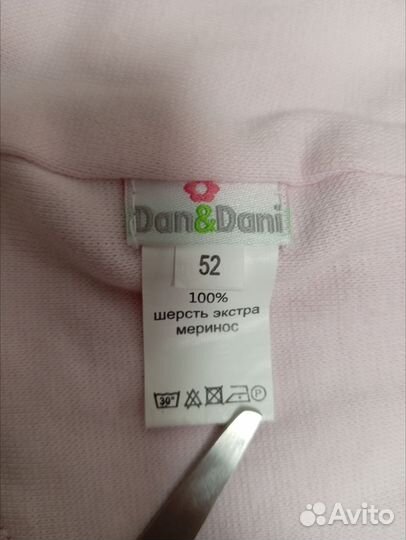 Dan&Dani
52
100%
шерсть экстра
меринос
30°
P
Avito